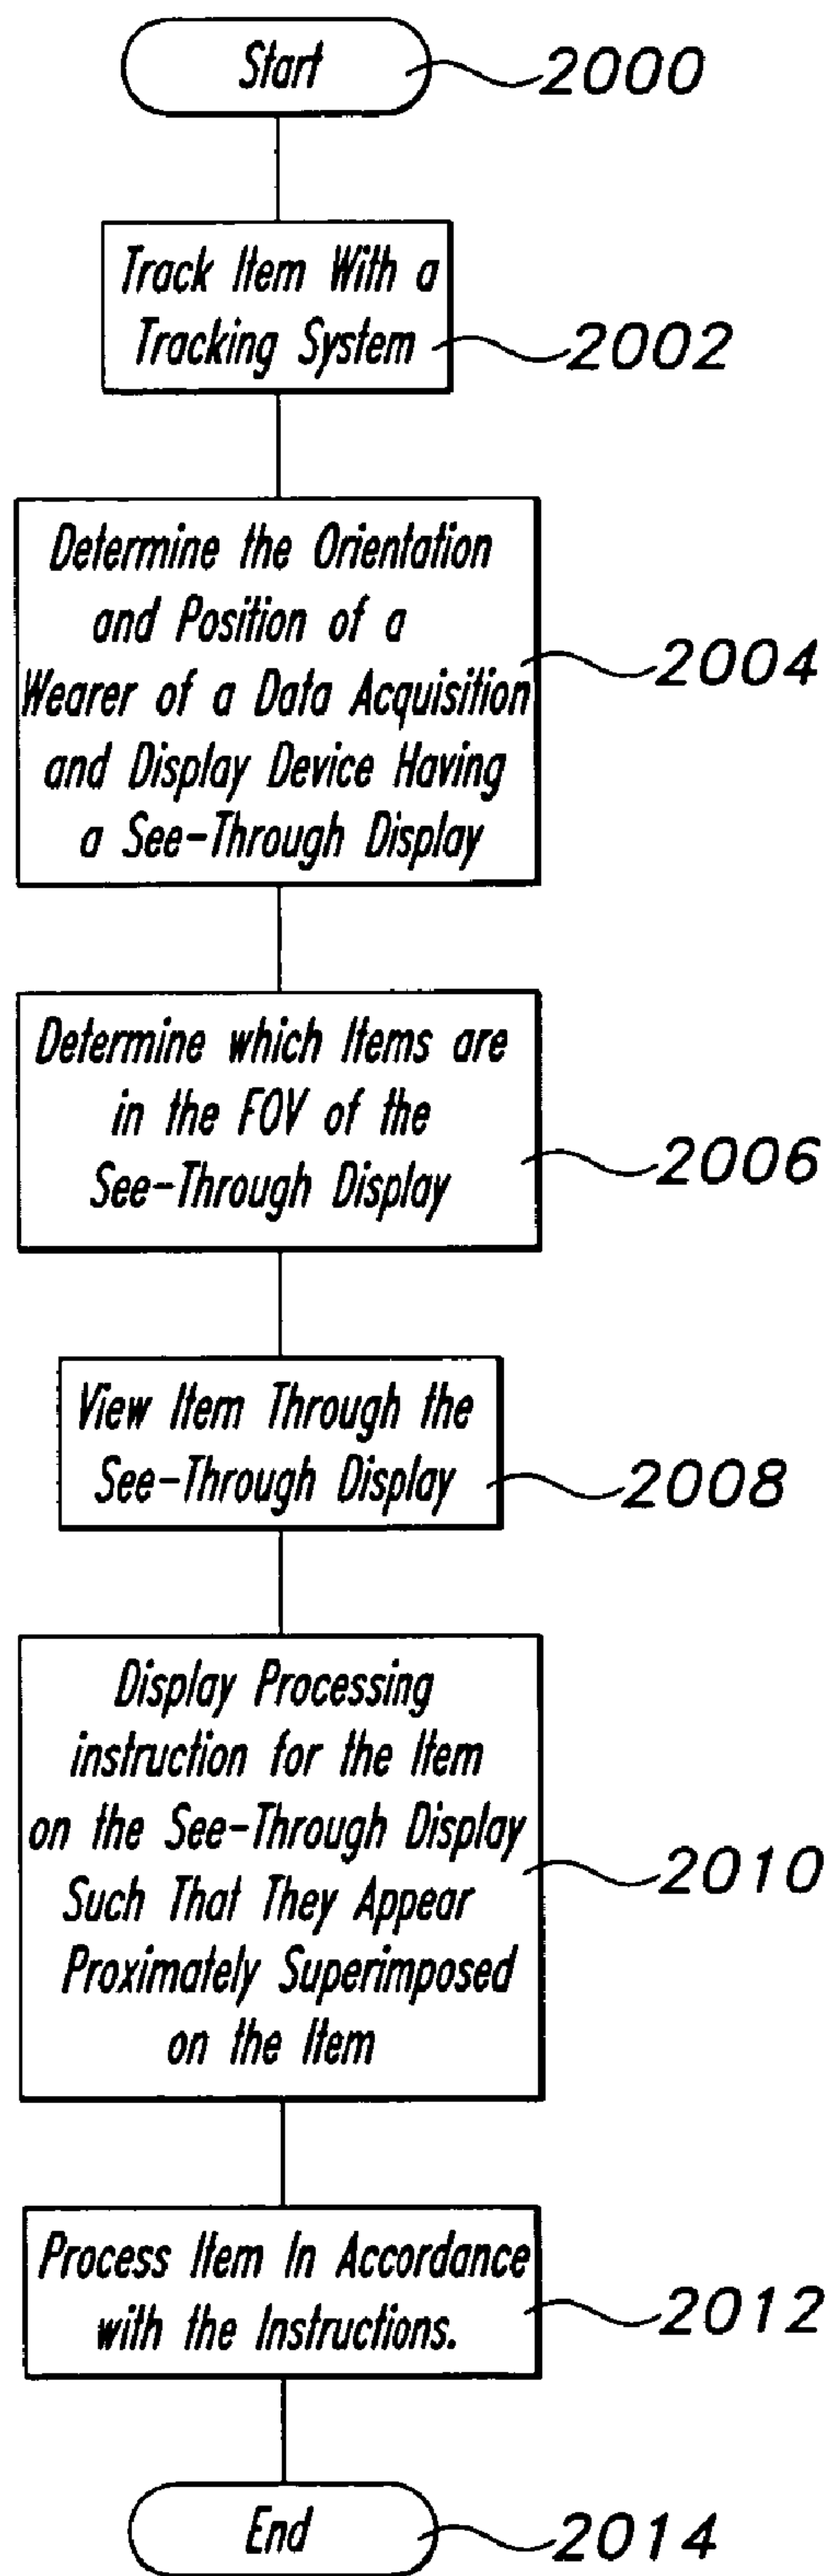 Start
2000
Track Item With a
Tracking System
2002
Determine the Orientation
and Position of a
Wearer of a Data Acquisition
and Display Device Having
a See-Through Display
2004
Determine which Items are
in the FOV of the
See-Through Display
2006
View Item Through the
See-Through Display
2008
Display Processing
instruction for the Item
on the See-Through Display
Such That They Appear
Proximately Superimposed
on the Item
2010
Process Item In Accordance
with the Instructions.
2012
End
2014